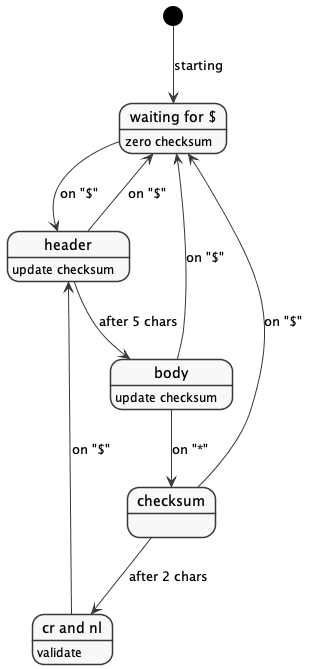 starting
waiting for $
zero checksum
on "$"
on "$"
header
update checksum
on "$"
after 5 chars
on "$"
body
update checksum
on "$"
on "*"
checksum
after 2 chars
cr and nl
validate